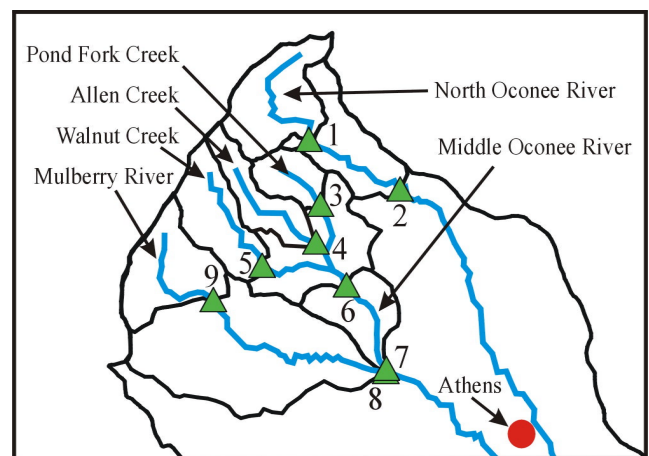 Pond Fork Creek
Allen Creek
Walnut Creek
Mulberry River
North Oconee River
Middle Oconee River
1
2
3
4
5
6
9
7
8
Athens